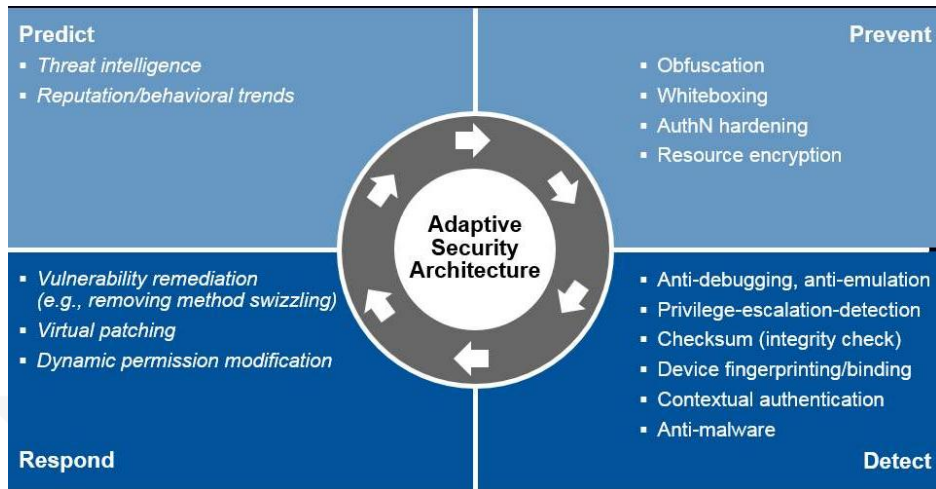 Predict
▪ Threat intelligence
▪ Reputation/behavioral trends
Prevent
▪ Obfuscation
▪ Whiteboxing
▪ AuthN hardening
▪ Resource encryption
Adaptive
Security
Architecture
▪ Vulnerability remediation
(e.g., removing method swizzling)
▪ Virtual patching
▪ Dynamic permission modification
Respond
▪ Anti-debugging, anti-emulation
▪ Privilege-escalation-detection
▪ Checksum (integrity check)
▪ Device fingerprinting/binding
▪ Contextual authentication
▪ Anti-malware
Detect